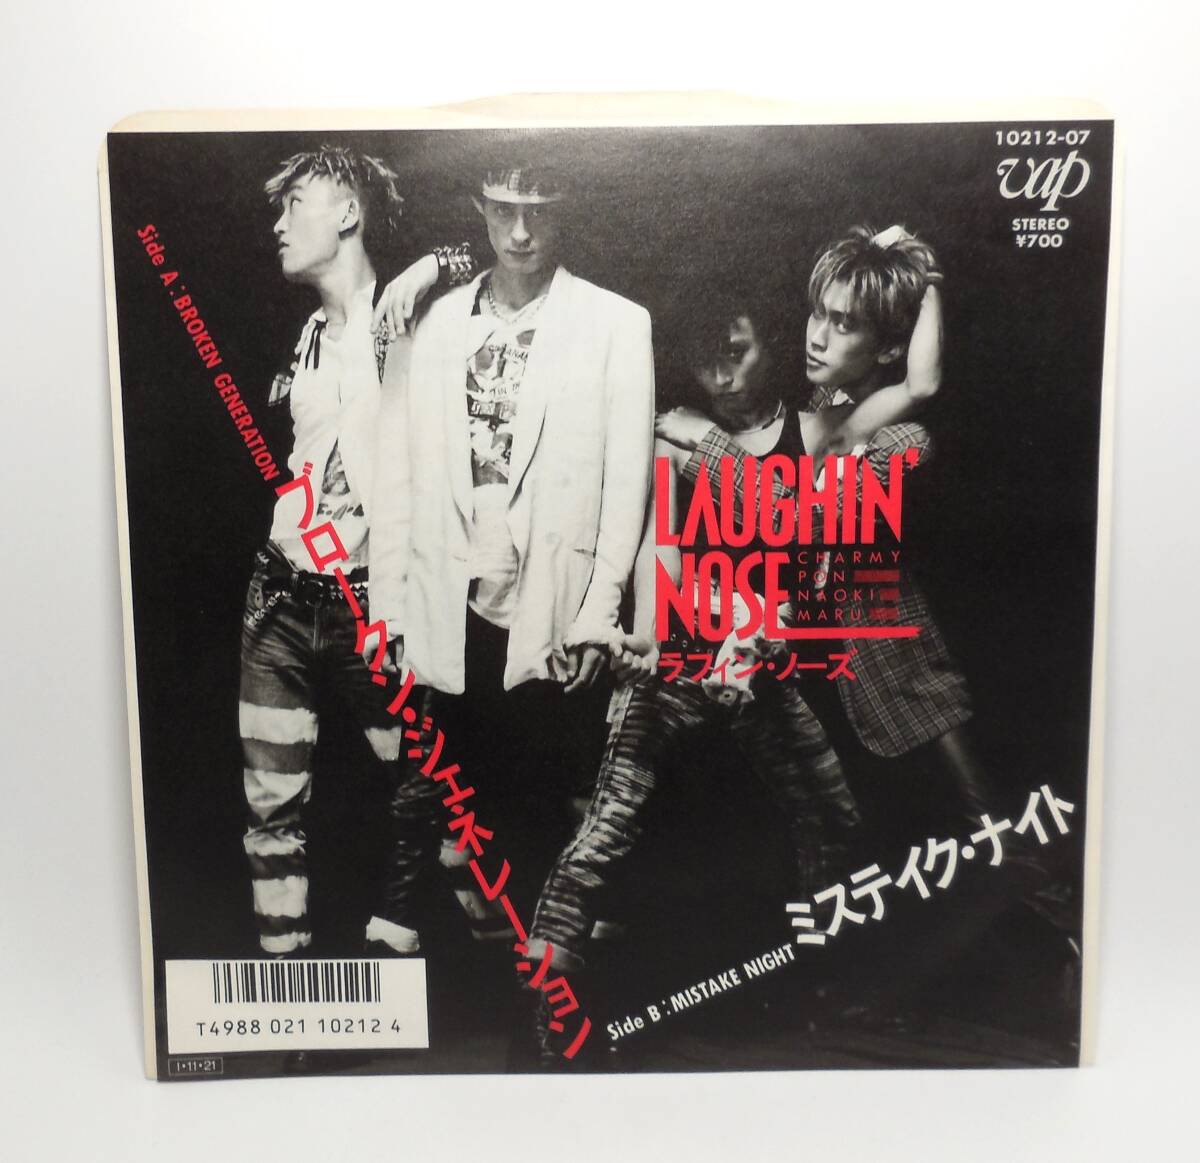 10212-07
vap
STEREO
¥700
Side A : BROKEN GENERATION
ブロークン・ジェネレーション
LAUGHIN'
NOSE
CHARMY
PON
NAOKI
MARU
ラフィン・ノーズ
Side B : MISTAKE NIGHT
ミステイク・ナイト
T4988 021 10212 4
I・11・21